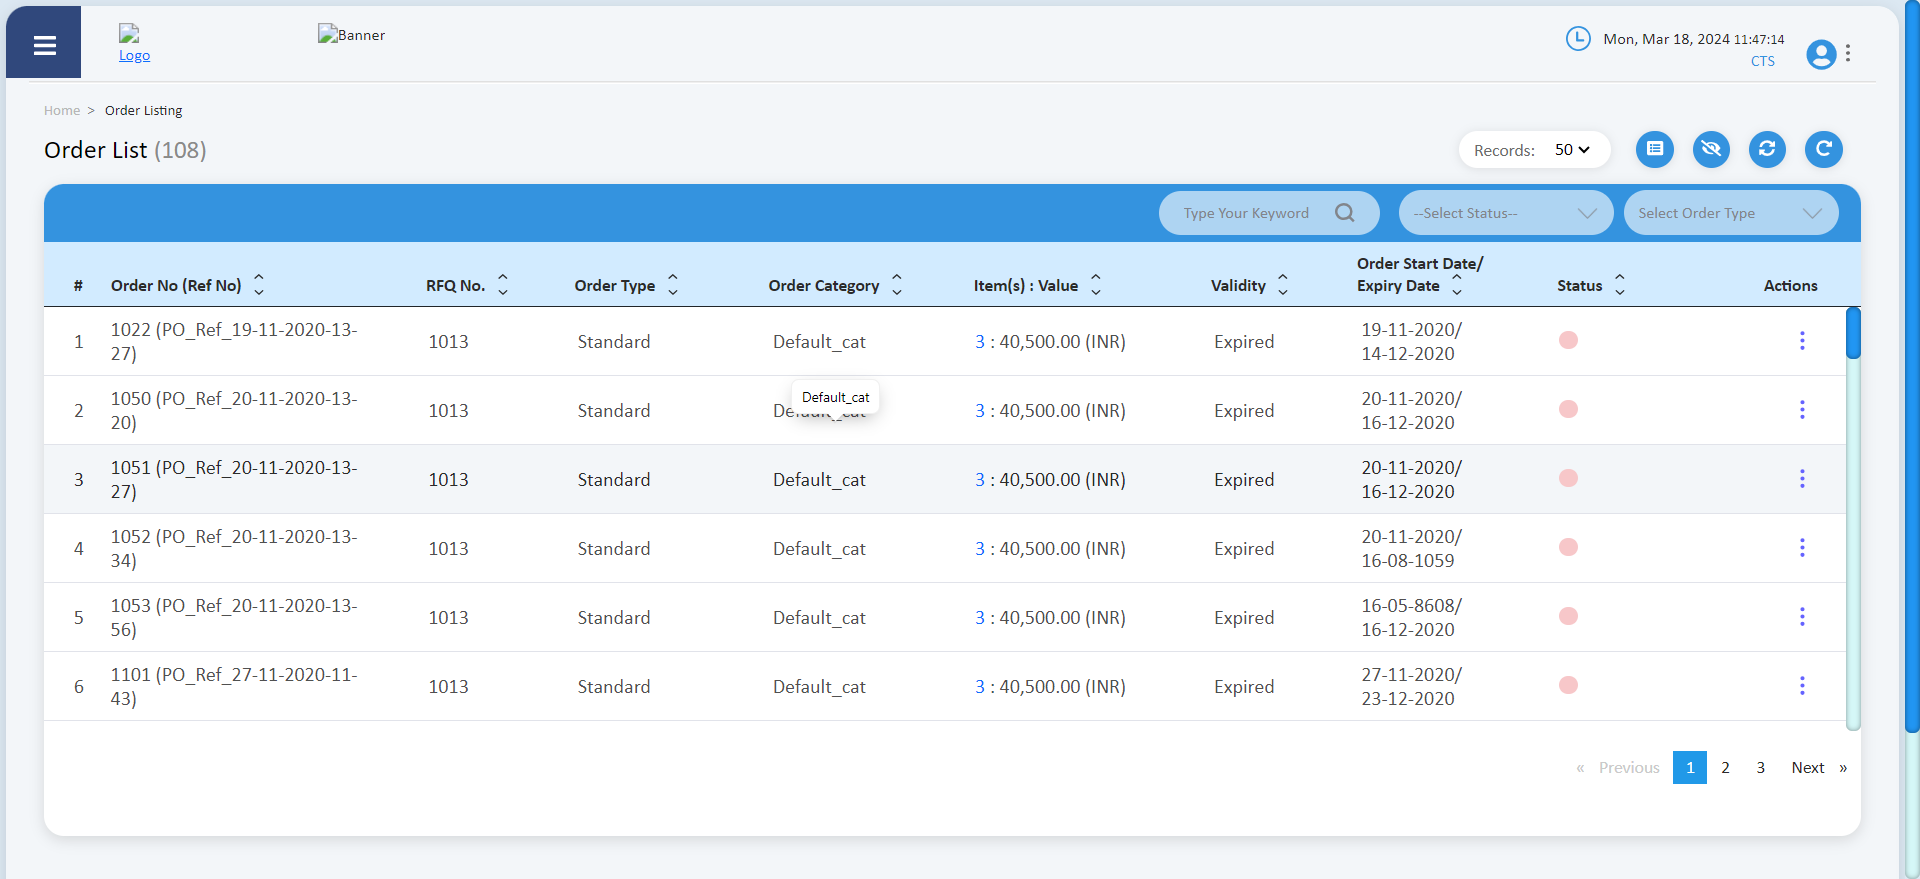 Logo
Banner
Mon, Mar 18, 2024 11:47:14
CTS
Home > Order Listing
Order List (108)
Records: 50
Type Your Keyword
--Select Status--
Select Order Type
# Order No (Ref No) RFQ No. Order Type Order Category Item(s) : Value Validity Order Start Date/ Expiry Date Status Actions
1 1022 (PO_Ref_19-11-2020-13-27) 1013 Standard Default_cat 3 : 40,500.00 (INR) Expired 19-11-2020/ 14-12-2020
Default_cat
2 1050 (PO_Ref_20-11-2020-13-20) 1013 Standard Default_cat 3 : 40,500.00 (INR) Expired 20-11-2020/ 16-12-2020
3 1051 (PO_Ref_20-11-2020-13-27) 1013 Standard Default_cat 3 : 40,500.00 (INR) Expired 20-11-2020/ 16-12-2020
4 1052 (PO_Ref_20-11-2020-13-34) 1013 Standard Default_cat 3 : 40,500.00 (INR) Expired 20-11-2020/ 16-08-1059
5 1053 (PO_Ref_20-11-2020-13-56) 1013 Standard Default_cat 3 : 40,500.00 (INR) Expired 16-05-8608/ 16-12-2020
6 1101 (PO_Ref_27-11-2020-11-43) 1013 Standard Default_cat 3 : 40,500.00 (INR) Expired 27-11-2020/ 23-12-2020
« Previous 1 2 3 Next »